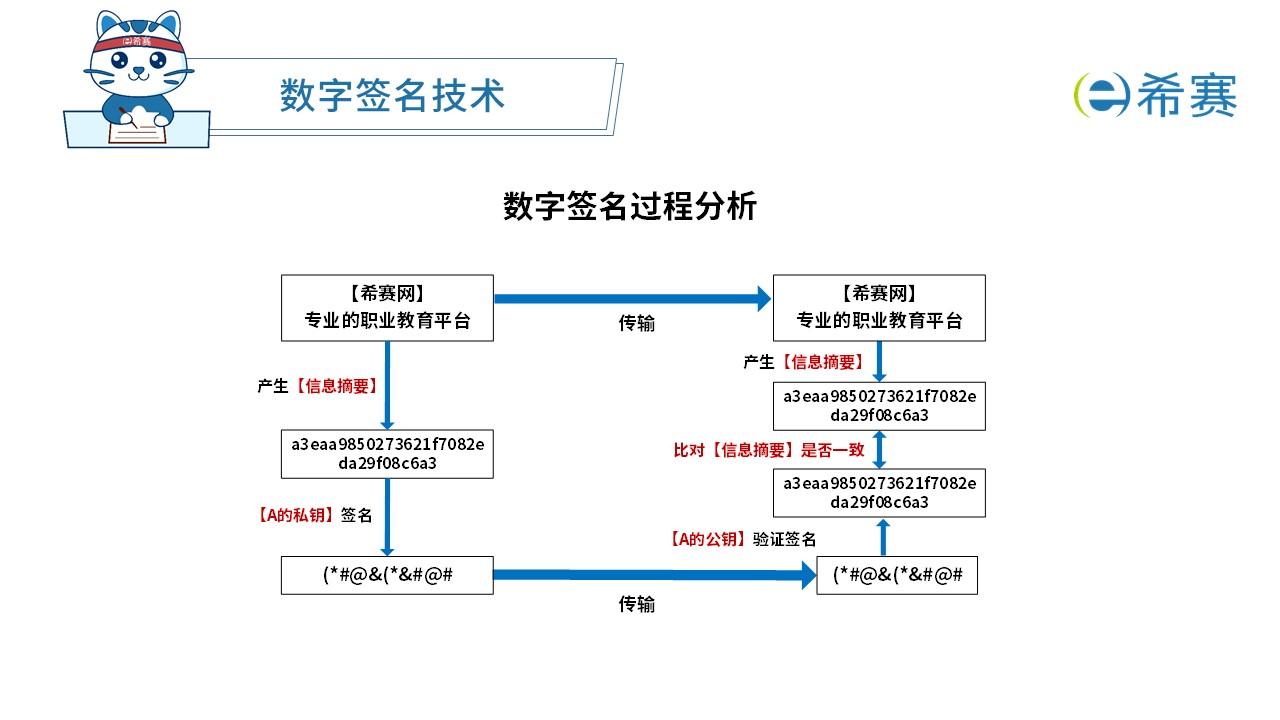 希赛
数字签名技术
希赛
数字签名过程分析
【希赛网】
专业的职业教育平台
传输
【希赛网】
专业的职业教育平台
产生【信息摘要】
产生【信息摘要】
a3eaa9850273621f7082e
da29f08c6a3
a3eaa9850273621f7082e
da29f08c6a3
比对【信息摘要】是否一致
a3eaa9850273621f7082e
da29f08c6a3
【A的私钥】签名
【A的公钥】验证签名
(*#@&(*&#@#
传输
(*#@&(*&#@#